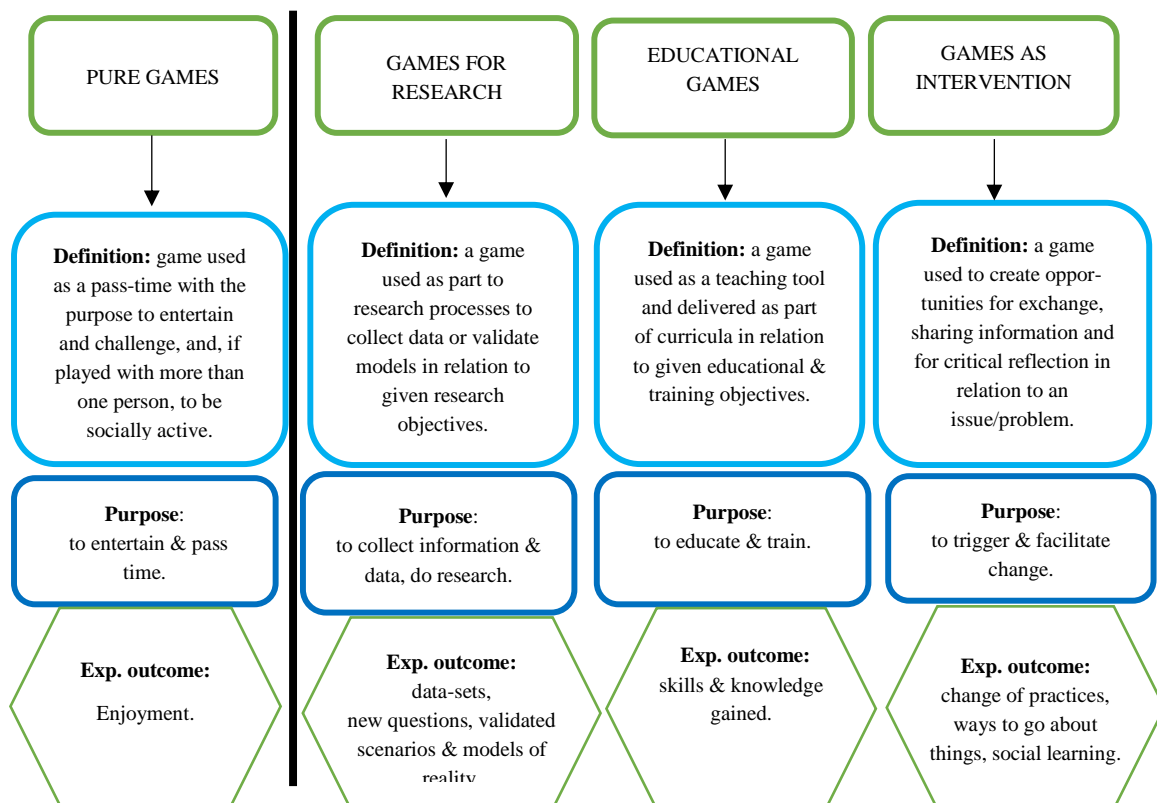 PURE GAMES
Definition: game used
as a pass-time with the
purpose to entertain
and challenge, and, if
played with more than
one person, to be
socially active.
Purpose:
to entertain & pass
time.
Exp. outcome:
Enjoyment.
GAMES FOR
RESEARCH
Definition: a game
used as part to
research processes to
collect data or validate
models in relation to
given research
objectives.
Purpose:
to collect information &
data, do research.
Exp. outcome:
data-sets,
new questions, validated
scenarios & models of
reality
EDUCATIONAL
GAMES
Definition: a game
used as a teaching tool
and delivered as part
of curricula in relation
to given educational &
training objectives.
Purpose:
to educate & train.
Exp. outcome:
skills & knowledge
gained.
GAMES AS
INTERVENTION
Definition: a game
used to create oppor-
tunities for exchange,
sharing information and
for critical reflection in
relation to an
issue/problem.
Purpose:
to trigger & facilitate
change.
Exp. outcome:
change of practices,
ways to go about
things, social learning.